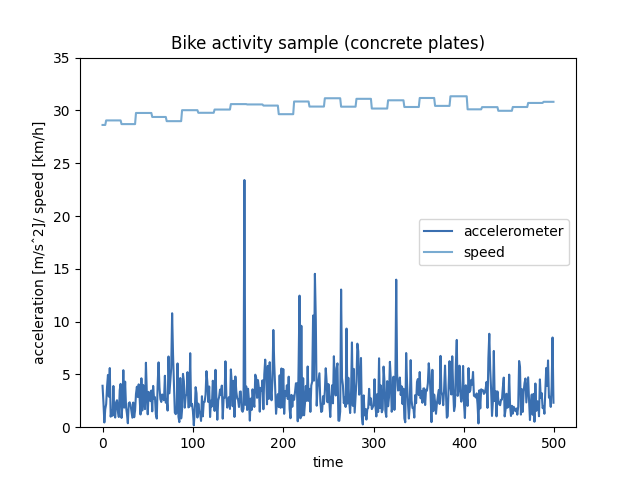 Bike activity sample (concrete plates)
35
30
25
20
15
10
5
0
acceleration [m/s^2]/ speed [km/h]
accelerometer
speed
0 100 200 300 400 500
time